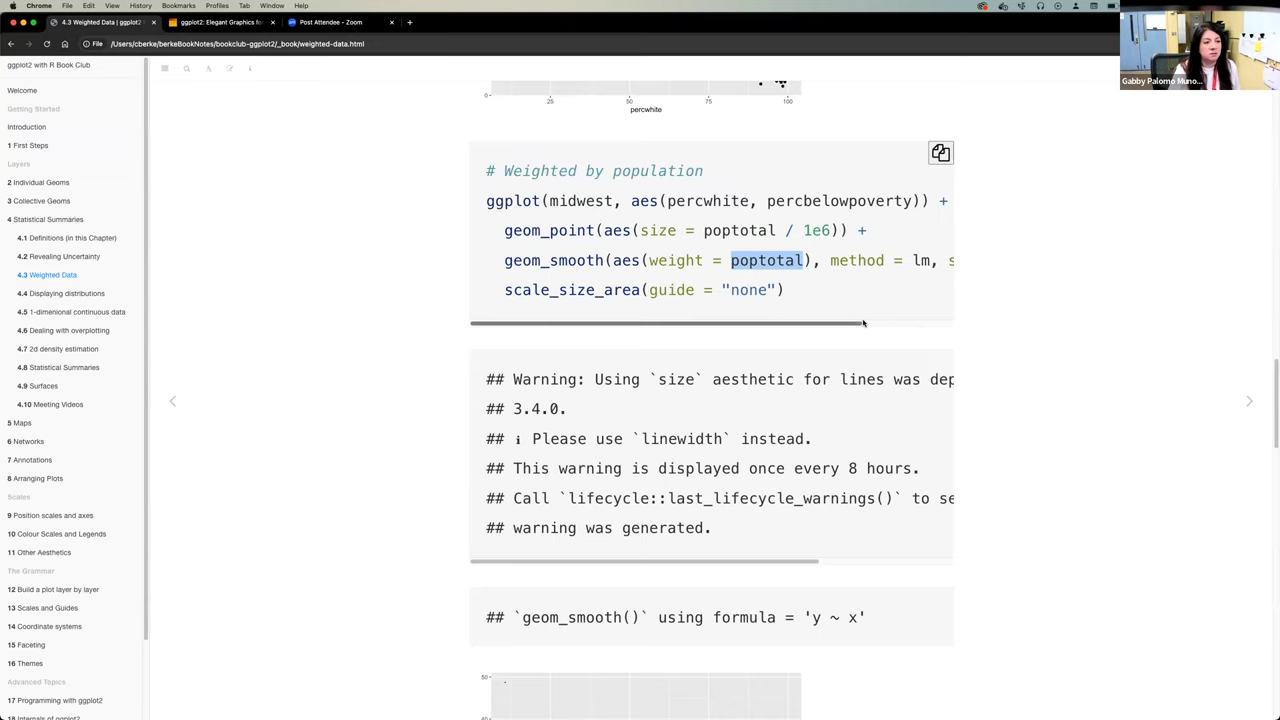 Chrome File Edit View History Bookmarks Profiles Tab Window Help
4.3 Weighted Data | ggplot2
ggplot2: Elegant Graphics for
Post Attendee - Zoom
File /Users/cberke/berkeBookNotes/bookclub-ggplot2/_book/weighted-data.html
Gabby Palomo Muno...
ggplot2 with R Book Club
Welcome
Getting Started
Introduction
1 First Steps
Layers
2 Individual Geoms
3 Collective Geoms
4 Statistical Summaries
4.1 Definitions (in this Chapter)
4.2 Revealing Uncertainty
4.3 Weighted Data
4.4 Displaying distributions
4.5 1-dimenional continuous data
4.6 Dealing with overplotting
4.7 2d density estimation
4.8 Statistical Summaries
4.9 Surfaces
4.10 Meeting Videos
5 Maps
6 Networks
7 Annotations
8 Arranging Plots
Scales
9 Position scales and axes
10 Colour Scales and Legends
11 Other Aesthetics
The Grammar
12 Build a plot layer by layer
13 Scales and Guides
14 Coordinate systems
15 Faceting
16 Themes
Advanced Topics
17 Programming with ggplot2
18 Internals of ggplot2
0
25 50 75 100
percwhite
# Weighted by population
ggplot(midwest, aes(percwhite, percbelowpoverty)) +
geom_point(aes(size = poptotal / 1e6)) +
geom_smooth(aes(weight = poptotal), method = lm, s
scale_size_area(guide = "none")
## Warning: Using `size` aesthetic for lines was dep
## 3.4.0.
## ℹ Please use `linewidth` instead.
## This warning is displayed once every 8 hours.
## Call `lifecycle::last_lifecycle_warnings()` to se
## warning was generated.
## `geom_smooth()` using formula = 'y ~ x'
50
40